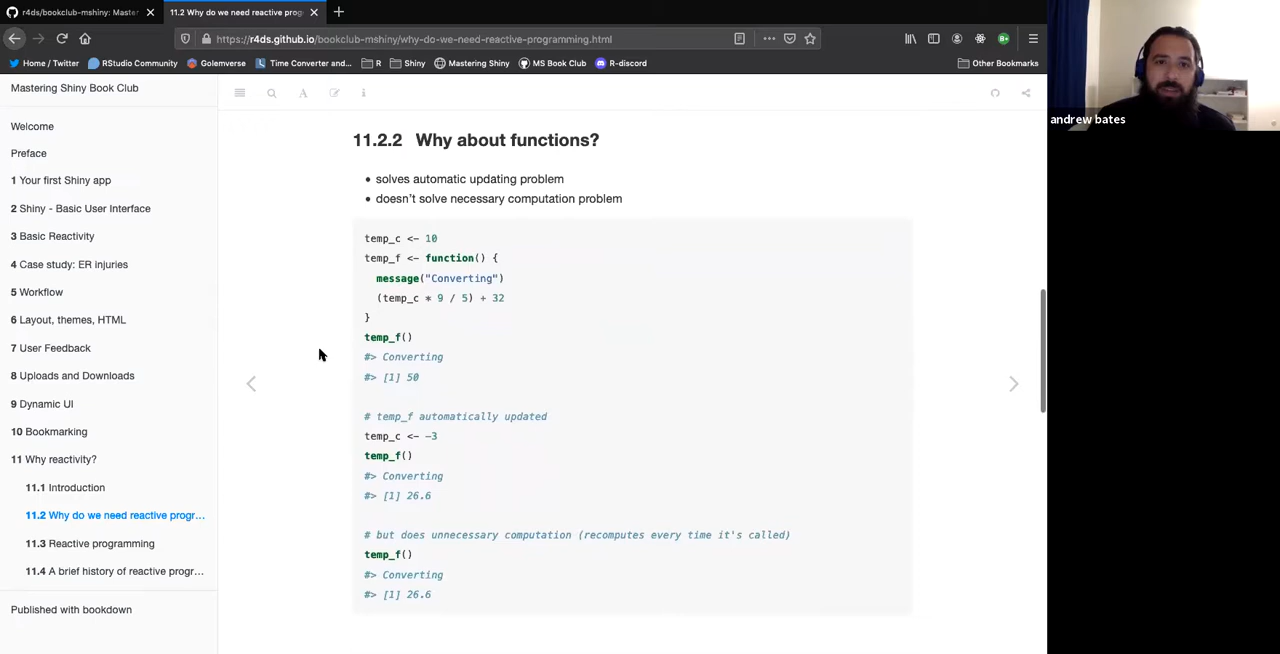 r4ds/bookclub-mshiny: Master
11.2 Why do we need reactive prog
https://r4ds.github.io/bookclub-mshiny/why-do-we-need-reactive-programming.html
Home / Twitter
RStudio Community
Golemverse
Time Converter and...
R
Shiny
Mastering Shiny
MS Book Club
R-discord
Other Bookmarks
Mastering Shiny Book Club
Welcome
Preface
1 Your first Shiny app
2 Shiny - Basic User Interface
3 Basic Reactivity
4 Case study: ER injuries
5 Workflow
6 Layout, themes, HTML
7 User Feedback
8 Uploads and Downloads
9 Dynamic UI
10 Bookmarking
11 Why reactivity?
11.1 Introduction
11.2 Why do we need reactive progr...
11.3 Reactive programming
11.4 A brief history of reactive progr...
Published with bookdown
11.2.2 Why about functions?
• solves automatic updating problem
• doesn't solve necessary computation problem
temp_c <- 10
temp_f <- function() {
message("Converting")
(temp_c * 9 / 5) + 32
}
temp_f()
#> Converting
#> [1] 50
# temp_f automatically updated
temp_c <- -3
temp_f()
#> Converting
#> [1] 26.6
# but does unnecessary computation (recomputes every time it's called)
temp_f()
#> Converting
#> [1] 26.6
andrew bates